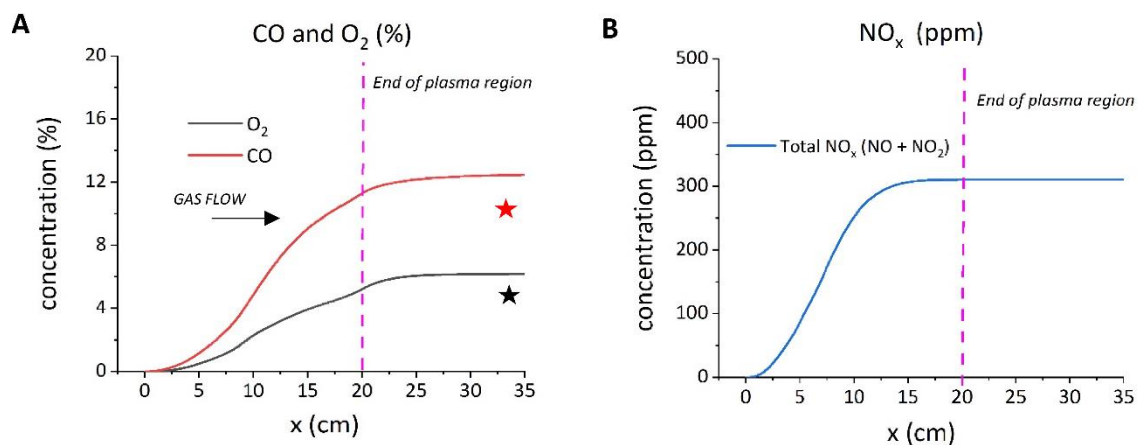 A
CO and O₂ (%)
20
16
12
8
4
0
concentration (%)
End of plasma region
O₂
CO
GAS FLOW
0 5 10 15 20 25 30 35
x (cm)
B
NOₓ (ppm)
500
400
300
200
100
0
concentration (ppm)
End of plasma region
Total NOₓ (NO + NO₂)
0 5 10 15 20 25 30 35
x (cm)